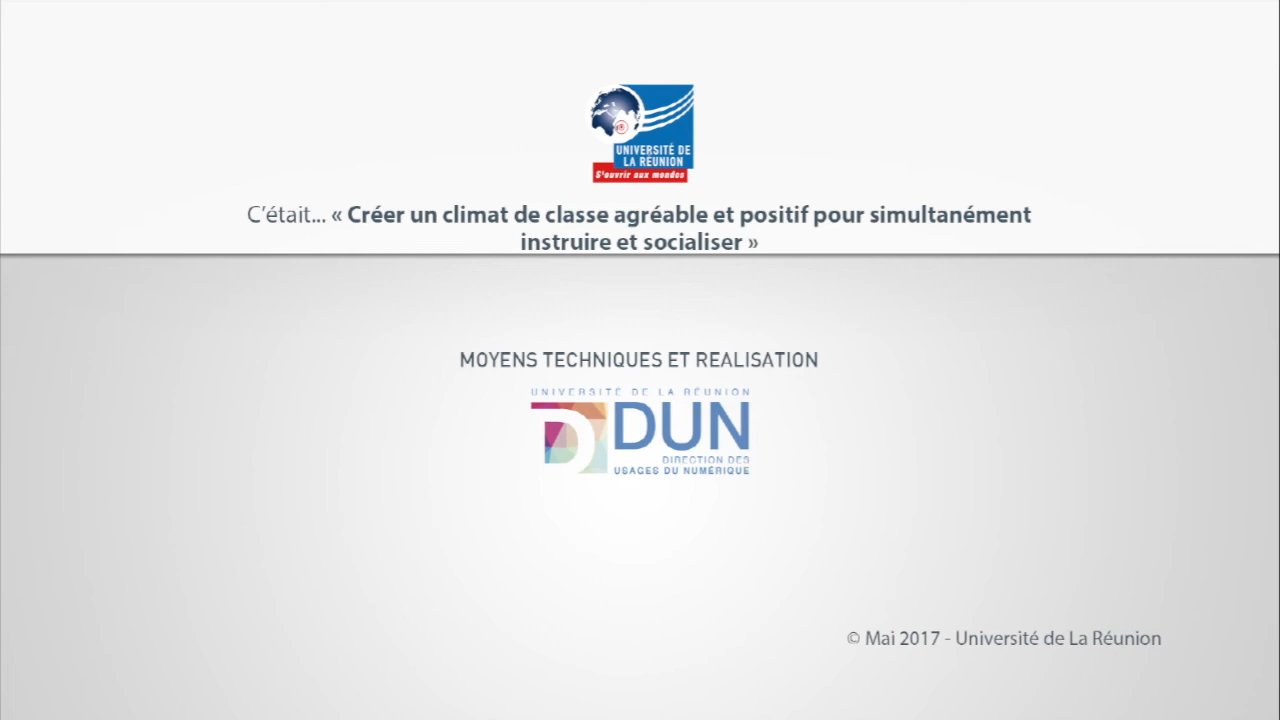 UNIVERSITÉ DE
LA RÉUNION
S'ouvrir aux mondes
C'était... « Créer un climat de classe agréable et positif pour simultanément
instruire et socialiser »
MOYENS TECHNIQUES ET REALISATION
UNIVERSITÉ DE LA RÉUNION
DUN
DIRECTION DES
USAGES DU NUMÉRIQUE
© Mai 2017 - Université de La Réunion